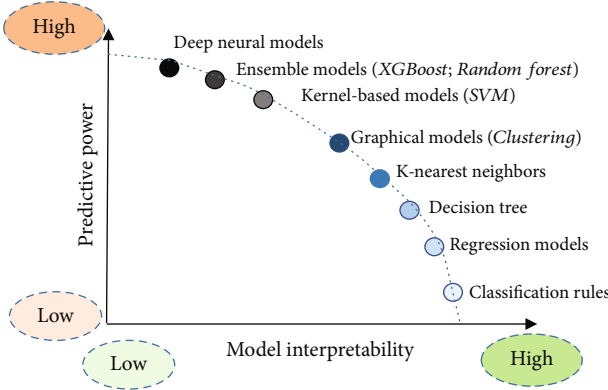 High
Deep neural models
Ensemble models (XGBoost; Random forest)
Kernel-based models (SVM)
Graphical models (Clustering)
K-nearest neighbors
Decision tree
Regression models
Classification rules
Predictive power
Low
Low
Model interpretability
High